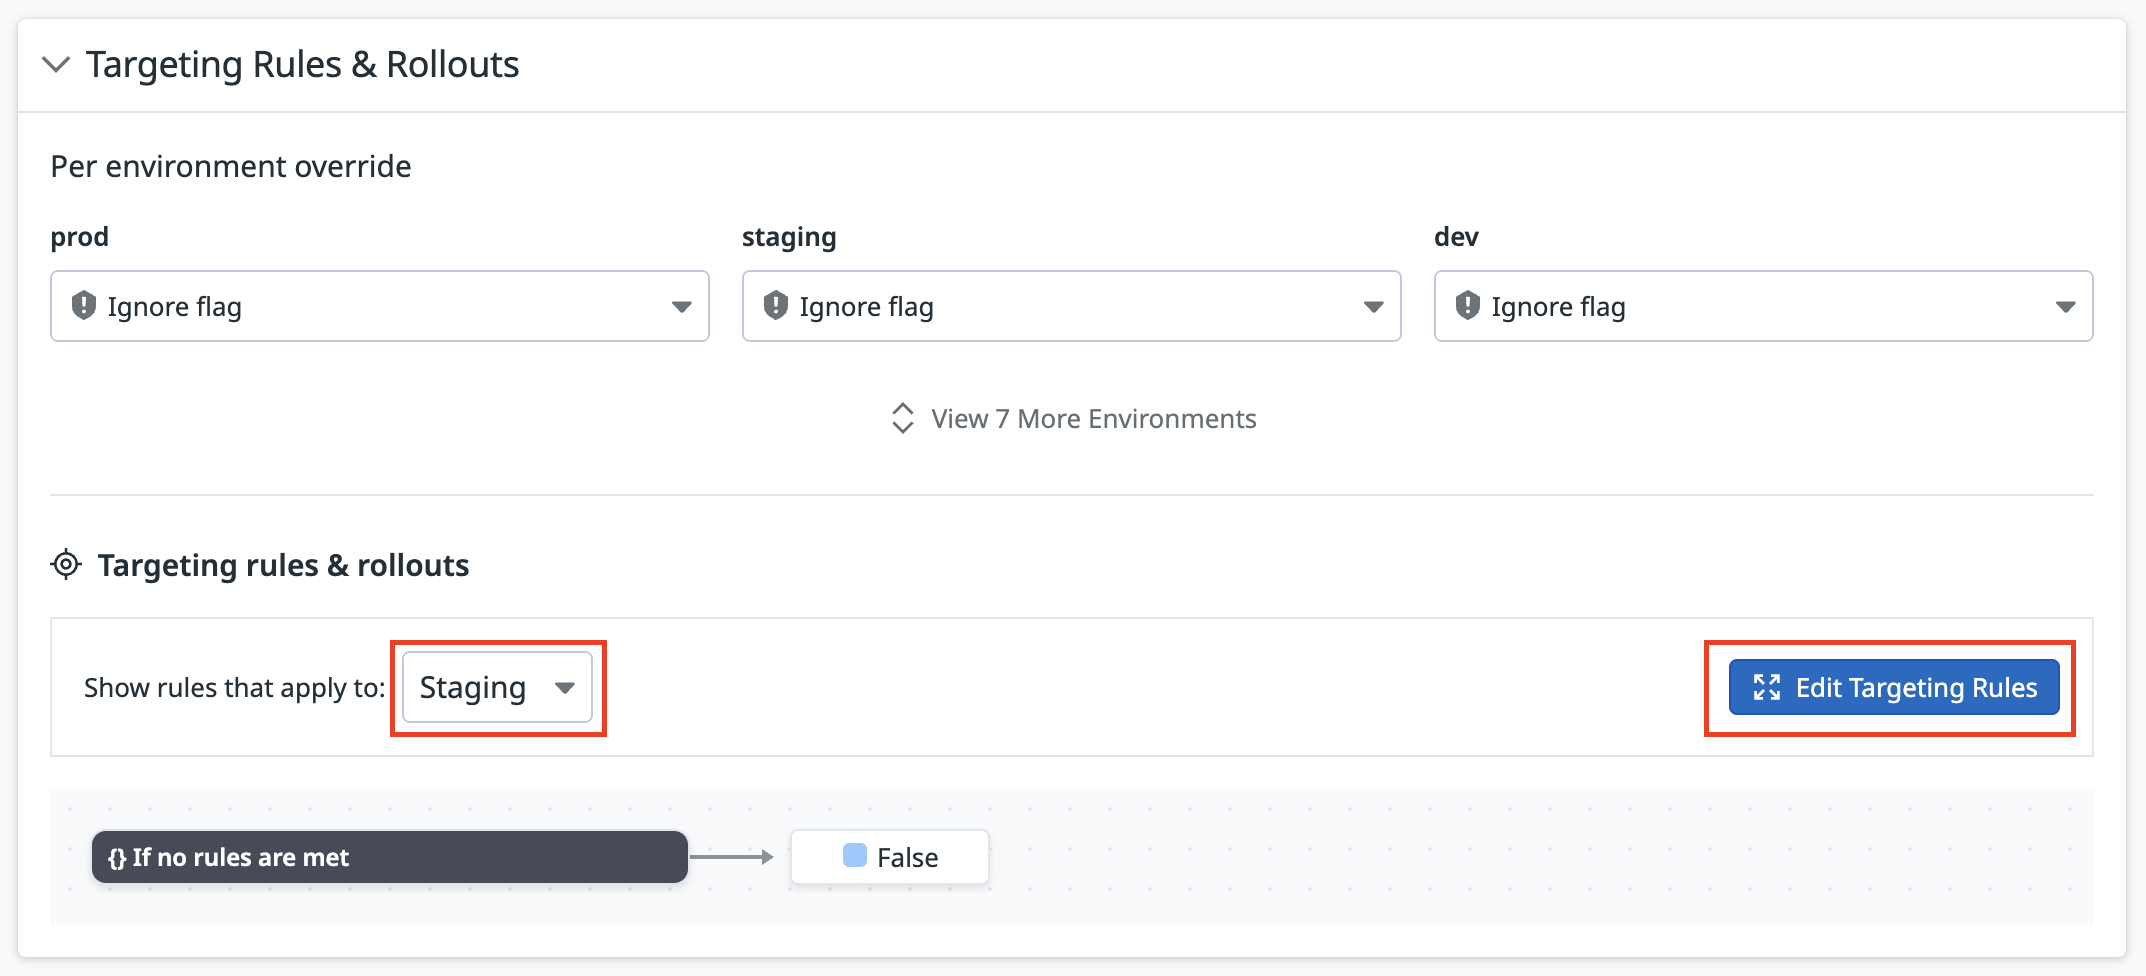 Targeting Rules & Rollouts
Per environment override
prod
staging
dev
Ignore flag
Ignore flag
Ignore flag
View 7 More Environments
Targeting rules & rollouts
Show rules that apply to: Staging
Edit Targeting Rules
{} If no rules are met
False